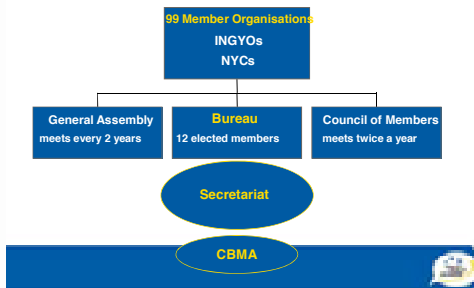 99 Member Organisations
INGYOs
NYCs
General Assembly
meets every 2 years
Bureau
12 elected members
Council of Members
meets twice a year
Secretariat
CBMA